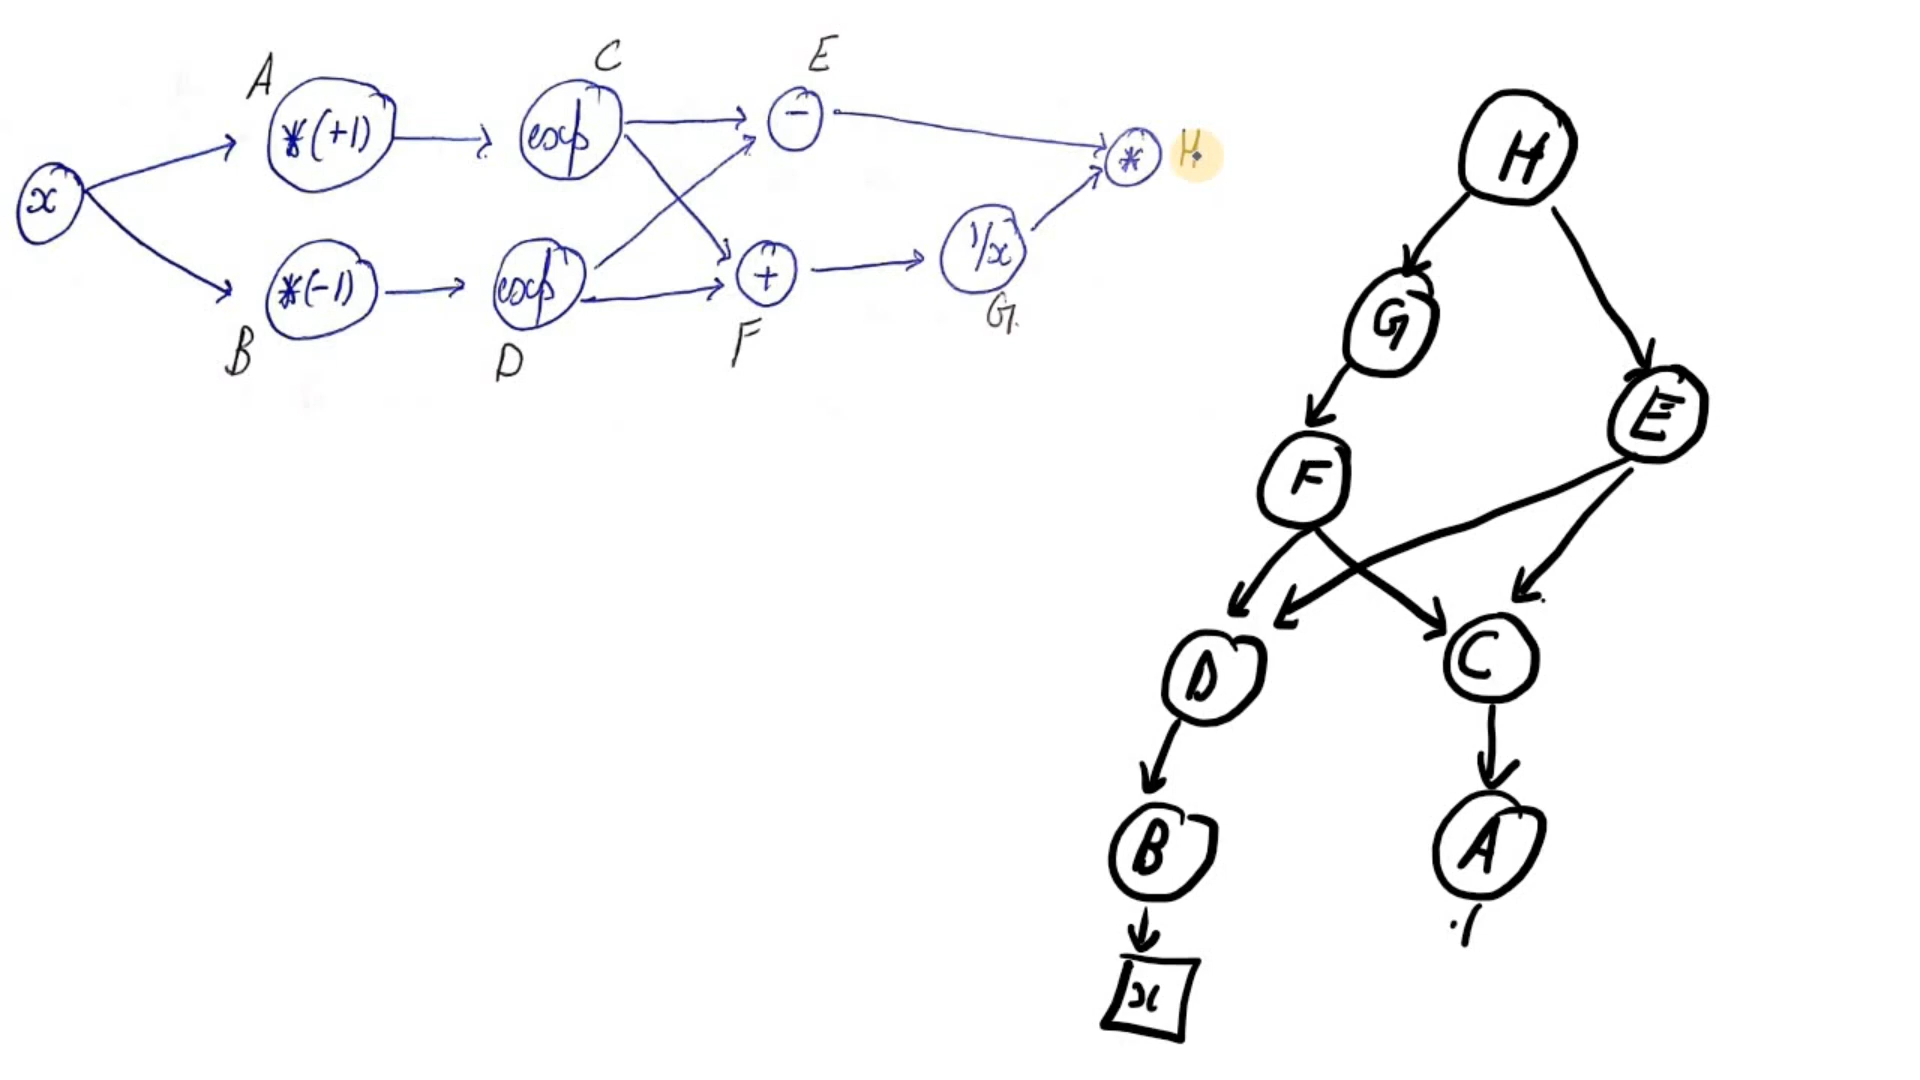 A
C
E
*(+1)
exp
-
*
H
x
1/x
*(-1)
exp
+
G
B
D
F
H
G
E
F
D
C
B
A
x